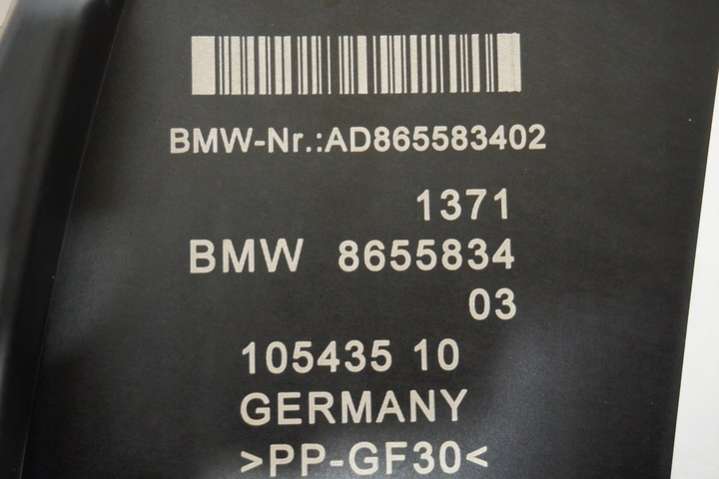 BMW-Nr.:AD865583402
1371
BMW 8655834
03
105435 10
GERMANY
>PP-GF30<